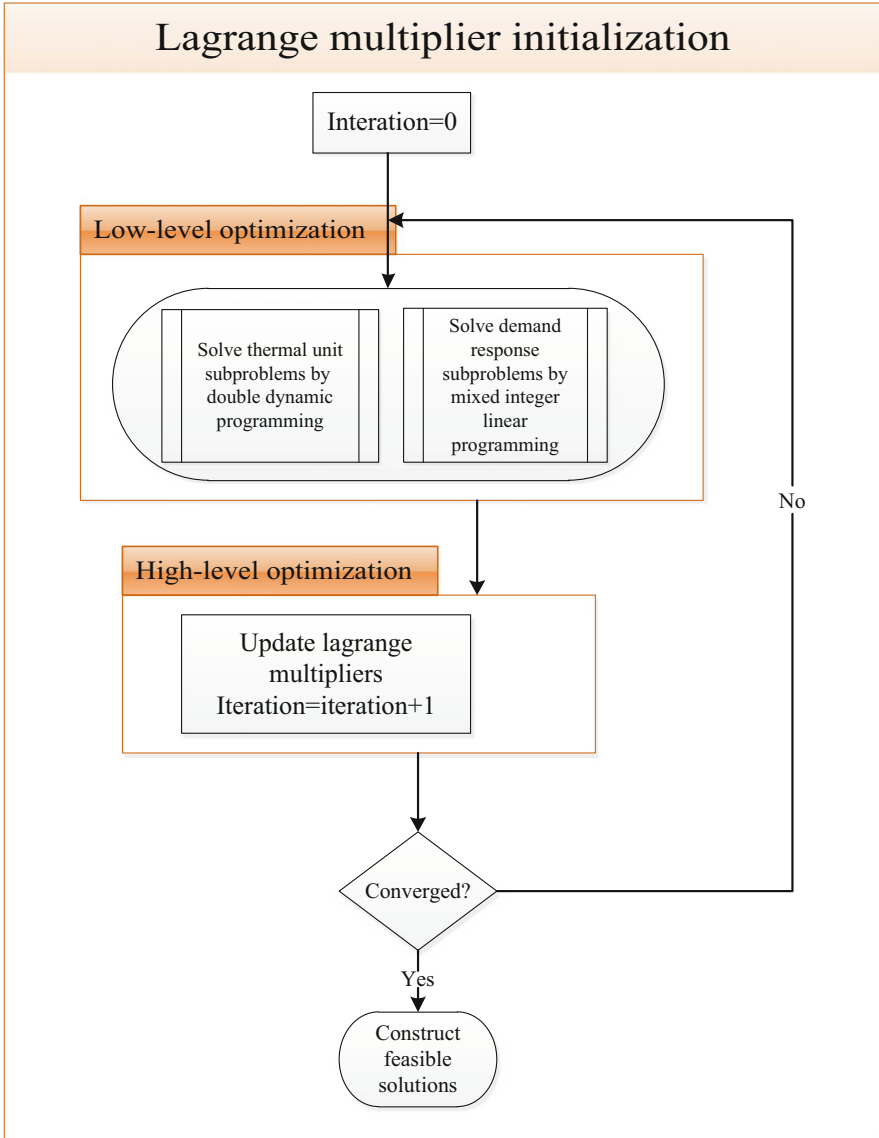 Lagrange multiplier initialization
Interation=0
Low-level optimization
Solve thermal unit
subproblems by
double dynamic
programming
Solve demand
response
subproblems by
mixed integer
linear
programming
No
High-level optimization
Update lagrange
multipliers
Iteration=iteration+1
Converged?
Yes
Construct
feasible
solutions